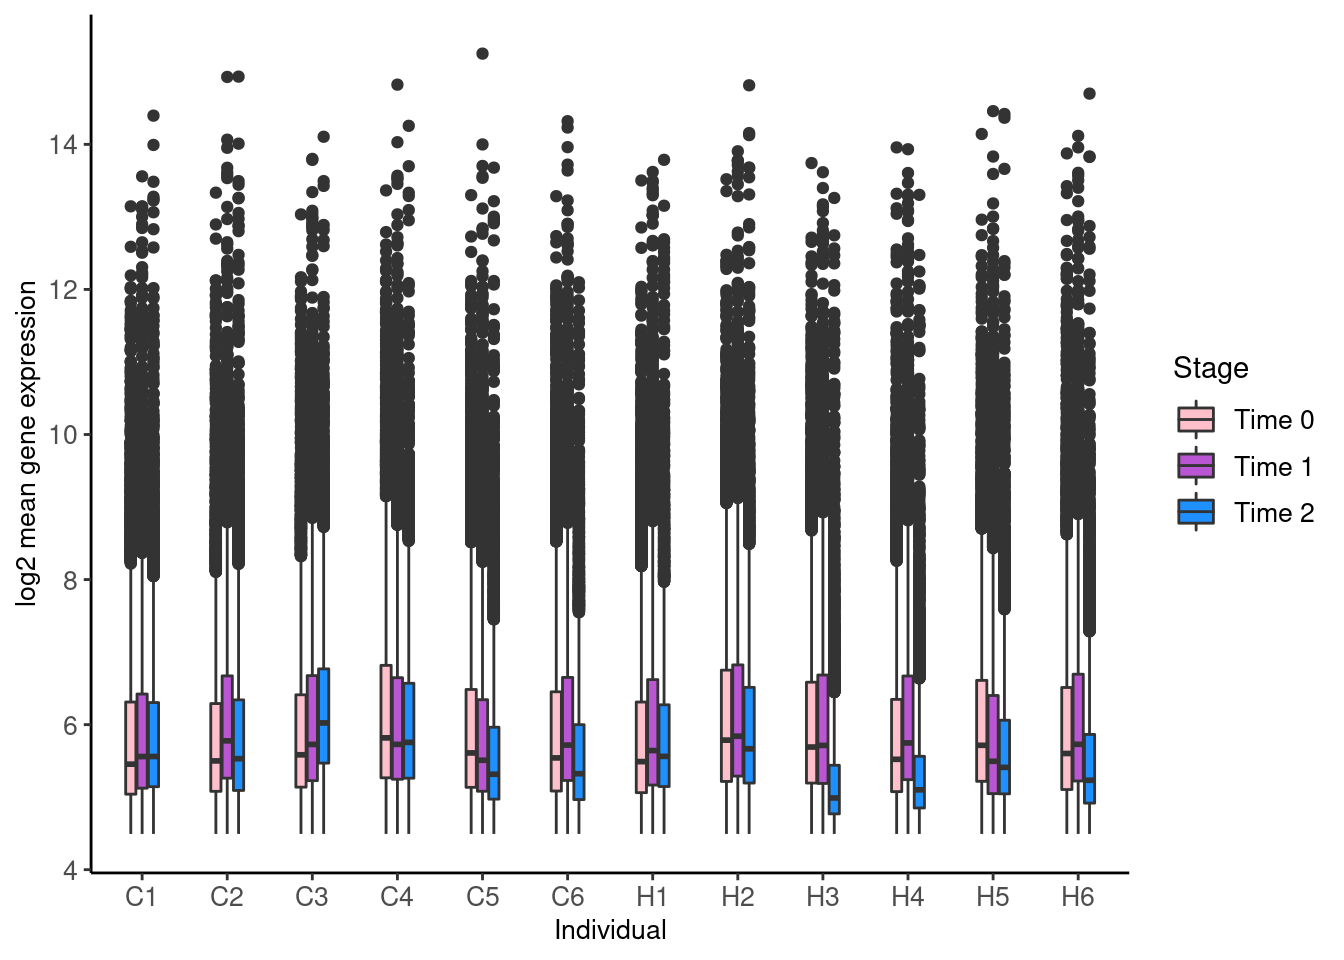 log2 mean gene expression
14
12
10
8
6
4
C1 C2 C3 C4 C5 C6 H1 H2 H3 H4 H5 H6
Individual
Stage
Time 0
Time 1
Time 2